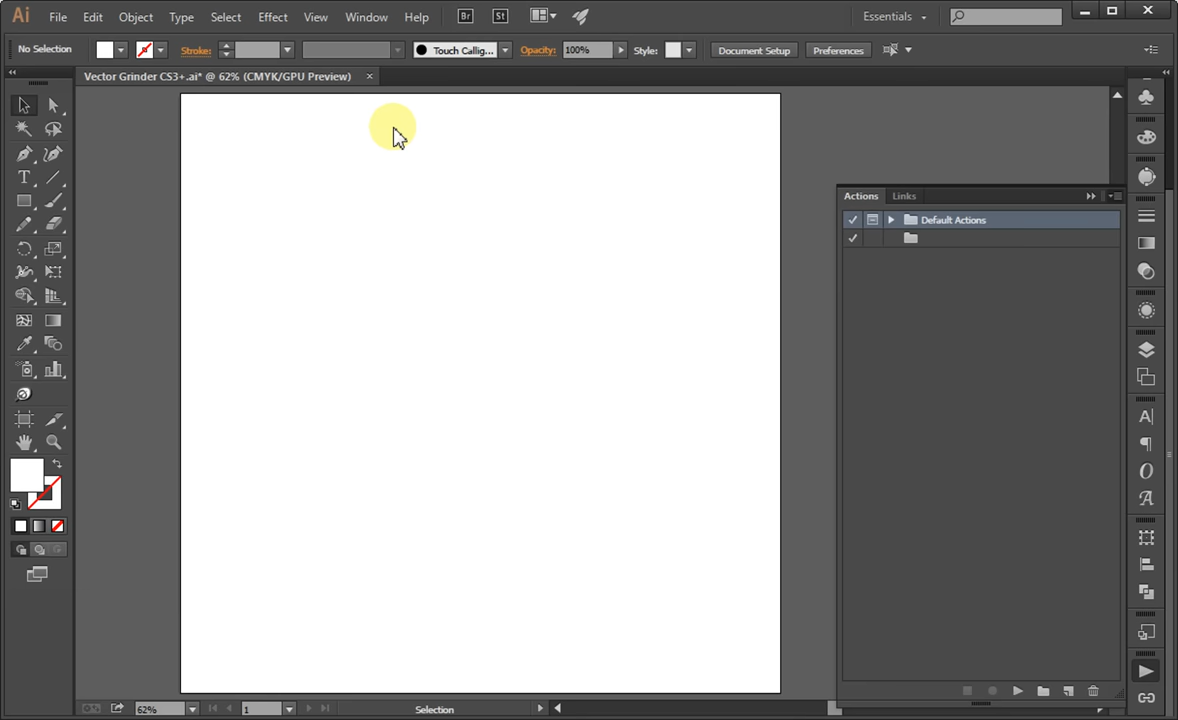 Ai File Edit Object Type Select Effect View Window Help Br St Essentials
No Selection Stroke: Touch Callig... Opacity: 100% Style: Document Setup Preferences
Vector Grinder CS3+.ai* @ 62% (CMYK/GPU Preview) ×
Actions Links
Default Actions
62% 1 Selection